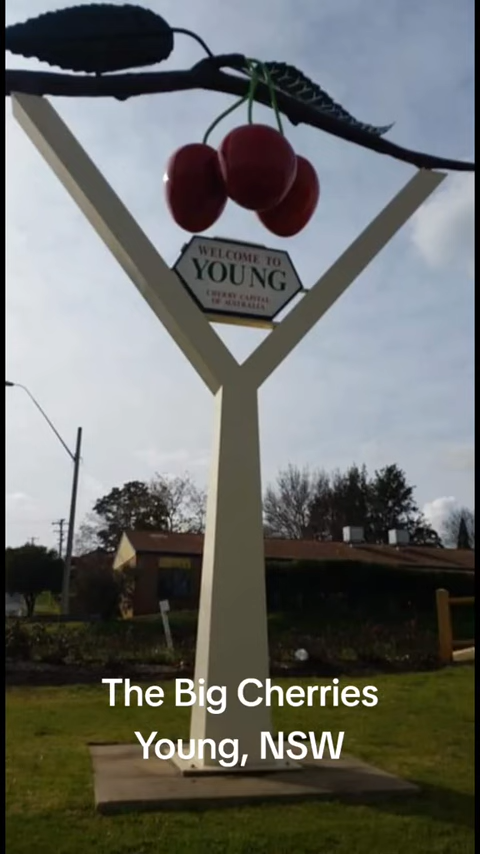 WELCOME TO
YOUNG
CHERRY CAPITAL
OF AUSTRALIA
The Big Cherries
Young, NSW